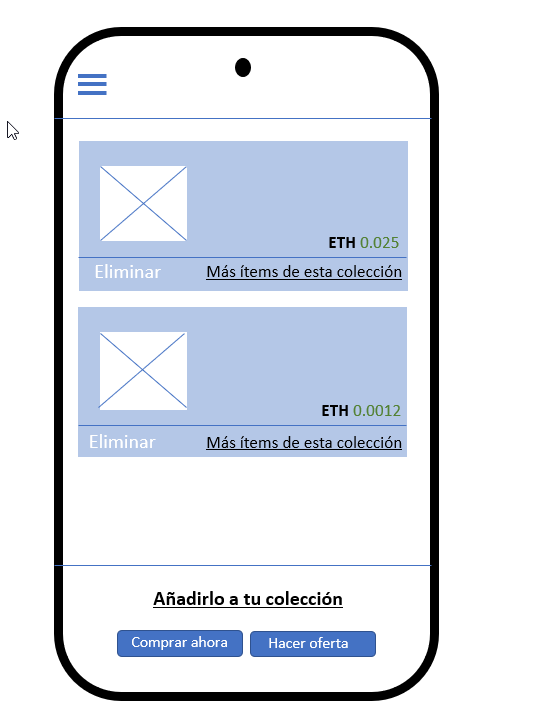 ETH 0.025
Eliminar Más ítems de esta colección
ETH 0.0012
Eliminar Más ítems de esta colección
Añadirlo a tu colección
Comprar ahora Hacer oferta